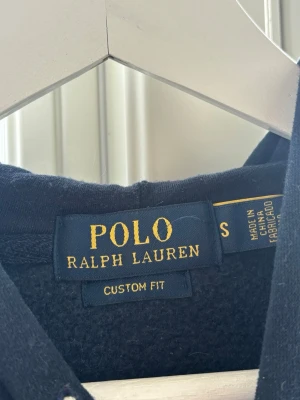 POLO
RALPH LAUREN
CUSTOM FIT
S
MADE IN
CHINA
FABRICADO